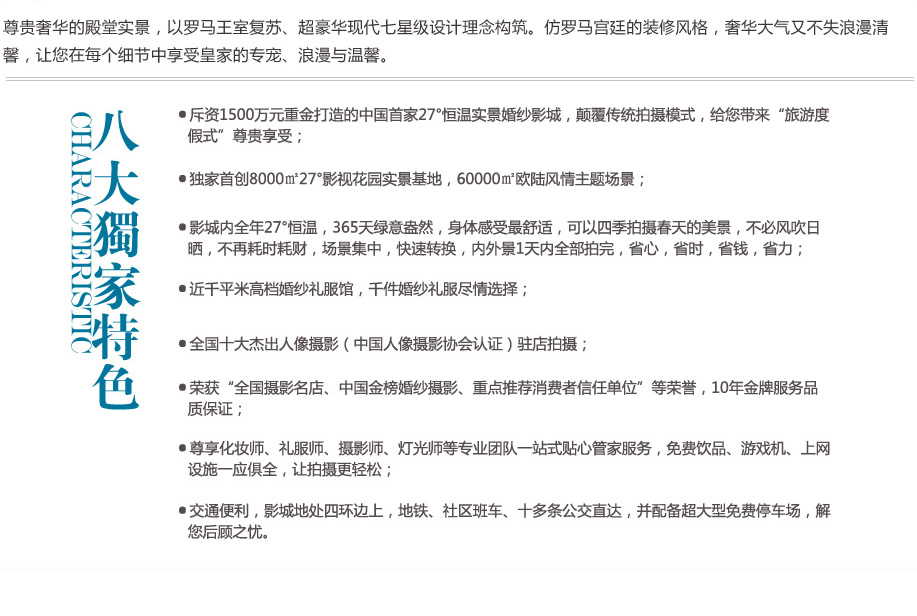 尊贵奢华的殿堂实景，以罗马王室复苏、超豪华现代七星级设计理念构筑。仿罗马宫廷的装修风格，奢华大气又不失浪漫清
馨，让您在每个细节中享受皇家的专宠、浪漫与温馨。
八大獨家特色
CHARACTERISTIC
●斥资1500万元重金打造的中国首家27°恒温实景婚纱影城，颠覆传统拍摄模式，给您带来“旅游度
假式”尊贵享受；
●独家首创8000㎡27°影视花园实景基地，60000㎡欧陆风情主题场景；
●影城内全年27°恒温，365天绿意盎然，身体感受最舒适，可以四季拍摄春天的美景，不必风吹日
晒，不再耗时耗财，场景集中，快速转换，内外景1天内全部拍完，省心，省时，省钱，省力；
●近千平米高档婚纱礼服馆，千件婚纱礼服尽情选择；
●全国十大杰出人像摄影（中国人像摄影协会认证）驻店拍摄；
●荣获“全国摄影名店、中国金榜婚纱摄影、重点推荐消费者信任单位”等荣誉，10年金牌服务品
质保证；
●尊享化妆师、礼服师、摄影师、灯光师等专业团队一站式贴心管家服务，免费饮品、游戏机、上网
设施一应俱全，让拍摄更轻松；
●交通便利，影城地处四环边上，地铁、社区班车、十多条公交直达，并配备超大型免费停车场，解
您后顾之忧。